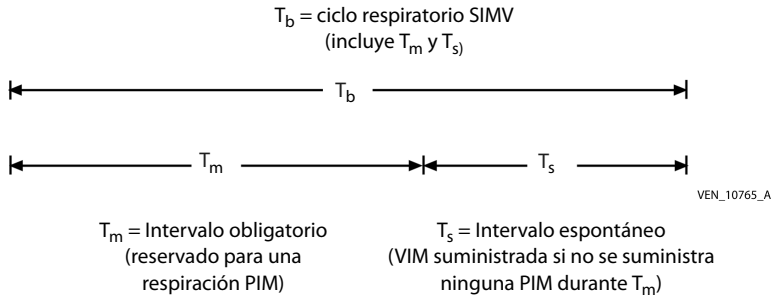 T_b = ciclo respiratorio SIMV
(incluye T_m y T_s)
T_b
T_m
T_s
VEN_10765_A
T_m = Intervalo obligatorio
(reservado para una
respiración PIM)
T_s = Intervalo espontáneo
(VIM suministrada si no se suministra
ninguna PIM durante T_m)